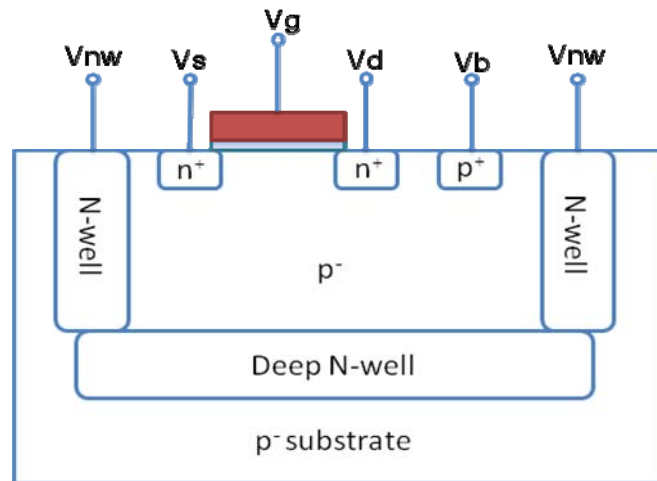 Vg
Vnw Vs Vd Vb Vnw
n⁺ n⁺ p⁺
N-well N-well
p⁻
Deep N-well
p⁻ substrate